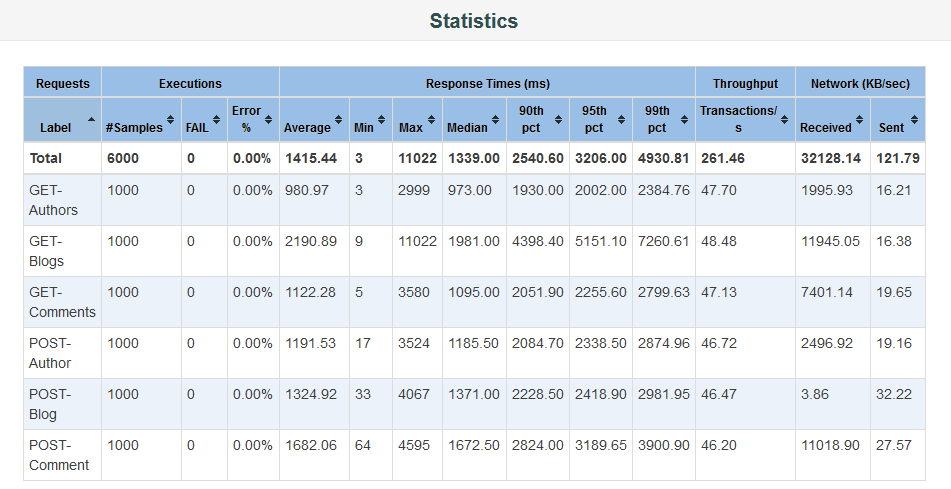 Statistics
Requests Executions Response Times (ms) Throughput Network (KB/sec)
Label #Samples FAIL Error % Average Min Max Median 90th pct 95th pct 99th pct Transactions/s Received Sent
Total 6000 0 0.00% 1415.44 3 11022 1339.00 2540.60 3206.00 4930.81 261.46 32128.14 121.79
GET-Authors 1000 0 0.00% 980.97 3 2999 973.00 1930.00 2002.00 2384.76 47.70 1995.93 16.21
GET-Blogs 1000 0 0.00% 2190.89 9 11022 1981.00 4398.40 5151.10 7260.61 48.48 11945.05 16.38
GET-Comments 1000 0 0.00% 1122.28 5 3580 1095.00 2051.90 2255.60 2799.63 47.13 7401.14 19.65
POST-Author 1000 0 0.00% 1191.53 17 3524 1185.50 2084.70 2338.50 2874.96 46.72 2496.92 19.16
POST-Blog 1000 0 0.00% 1324.92 33 4067 1371.00 2228.50 2418.90 2981.95 46.47 3.86 32.22
POST-Comment 1000 0 0.00% 1682.06 64 4595 1672.50 2824.00 3189.65 3900.90 46.20 11018.90 27.57